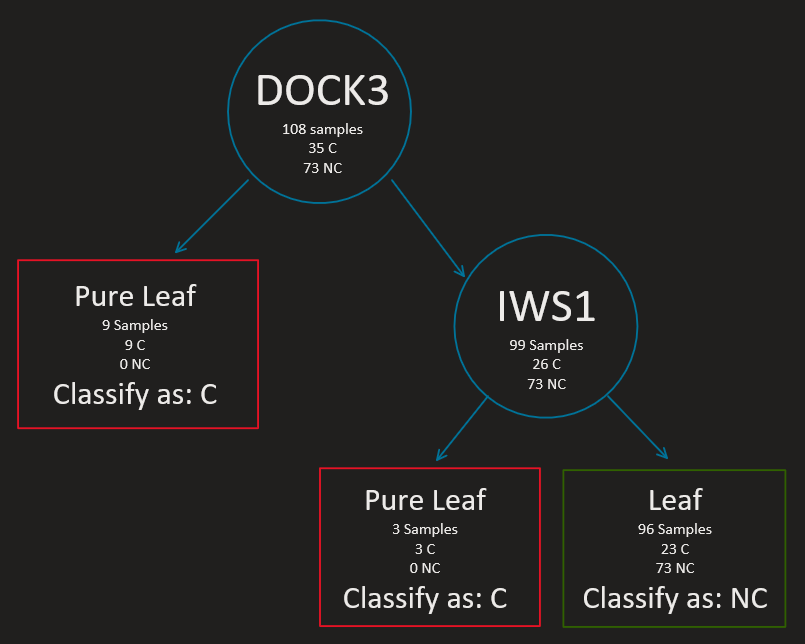 DOCK3
108 samples
35 C
73 NC
Pure Leaf
9 Samples
9 C
0 NC
Classify as: C
IWS1
99 Samples
26 C
73 NC
Pure Leaf
3 Samples
3 C
0 NC
Classify as: C
Leaf
96 Samples
23 C
73 NC
Classify as: NC